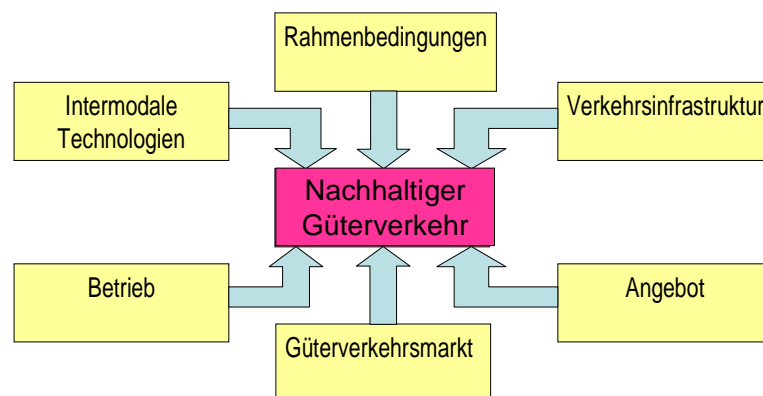 Rahmenbedingungen
Intermodale
Technologien
Verkehrsinfrastruktur
Nachhaltiger
Güterverkehr
Betrieb
Angebot
Güterverkehrsmarkt